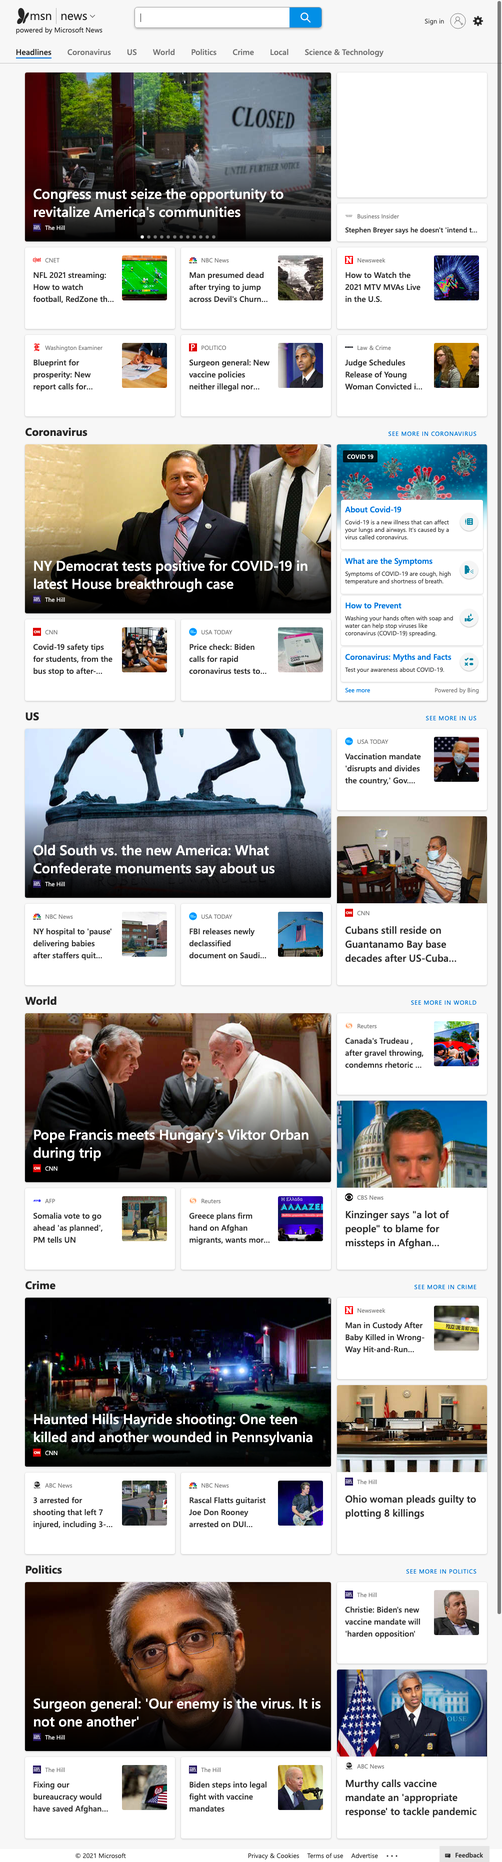 msn news
powered by Microsoft News
Sign in
Headlines Coronavirus US World Politics Crime Local Science & Technology
CLOSED
UNTIL FURTHER NOTICE
Congress must seize the opportunity to
revitalize America's communities
The Hill
Business Insider
Stephen Breyer says he doesn't 'intend t...
CNET
NFL 2021 streaming:
How to watch
football, RedZone th...
NBC News
Man presumed dead
after trying to jump
across Devil's Churn...
Newsweek
How to Watch the
2021 MTV MVAs Live
in the U.S.
Washington Examiner
Blueprint for
prosperity: New
report calls for...
POLITICO
Surgeon general: New
vaccine policies
neither illegal nor...
Law & Crime
Judge Schedules
Release of Young
Woman Convicted i...
Coronavirus
SEE MORE IN CORONAVIRUS
NY Democrat tests positive for COVID-19 in
latest House breakthrough case
The Hill
COVID 19
About Covid-19
Covid-19 is a new illness that can affect
your lungs and airways. It's caused by a
virus called coronavirus.
What are the Symptoms
Symptoms of COVID-19 are cough, high
temperature and shortness of breath.
How to Prevent
Washing your hands often with soap and
water can help stop viruses like
coronavirus (COVID-19) spreading.
Coronavirus: Myths and Facts
Test your awareness about COVID-19.
See more
Powered by Bing
CNN
Covid-19 safety tips
for students, from the
bus stop to after-...
USA TODAY
Price check: Biden
calls for rapid
coronavirus tests to...
US
SEE MORE IN US
Old South vs. the new America: What
Confederate monuments say about us
The Hill
USA TODAY
Vaccination mandate
'disrupts and divides
the country,' Gov....
CNN
Cubans still reside on
Guantanamo Bay base
decades after US-Cuba...
NBC News
NY hospital to 'pause'
delivering babies
after staffers quit...
USA TODAY
FBI releases newly
declassified
document on Saudi...
World
SEE MORE IN WORLD
Pope Francis meets Hungary's Viktor Orban
during trip
CNN
Reuters
Canada's Trudeau ,
after gravel throwing,
condemns rhetoric ...
CBS News
Kinzinger says "a lot of
people" to blame for
missteps in Afghan...
AFP
Somalia vote to go
ahead 'as planned',
PM tells UN
Reuters
Greece plans firm
hand on Afghan
migrants, wants mor...
Η Ελλάδα
ΑΛΛΑΖΕΙ
Crime
SEE MORE IN CRIME
Haunted Hills Hayride shooting: One teen
killed and another wounded in Pennsylvania
CNN
Newsweek
Man in Custody After
Baby Killed in Wrong-
Way Hit-and-Run...
The Hill
Ohio woman pleads guilty to
plotting 8 killings
ABC News
3 arrested for
shooting that left 7
injured, including 3-...
NBC News
Rascal Flatts guitarist
Joe Don Rooney
arrested on DUI...
Politics
SEE MORE IN POLITICS
Surgeon general: 'Our enemy is the virus. It is
not one another'
The Hill
The Hill
Christie: Biden's new
vaccine mandate will
'harden opposition'
ABC News
Murthy calls vaccine
mandate an 'appropriate
response' to tackle pandemic
The Hill
Fixing our
bureaucracy would
have saved Afghan...
The Hill
Biden steps into legal
fight with vaccine
mandates
© 2021 Microsoft
Privacy & Cookies Terms of use Advertise ...
Feedback